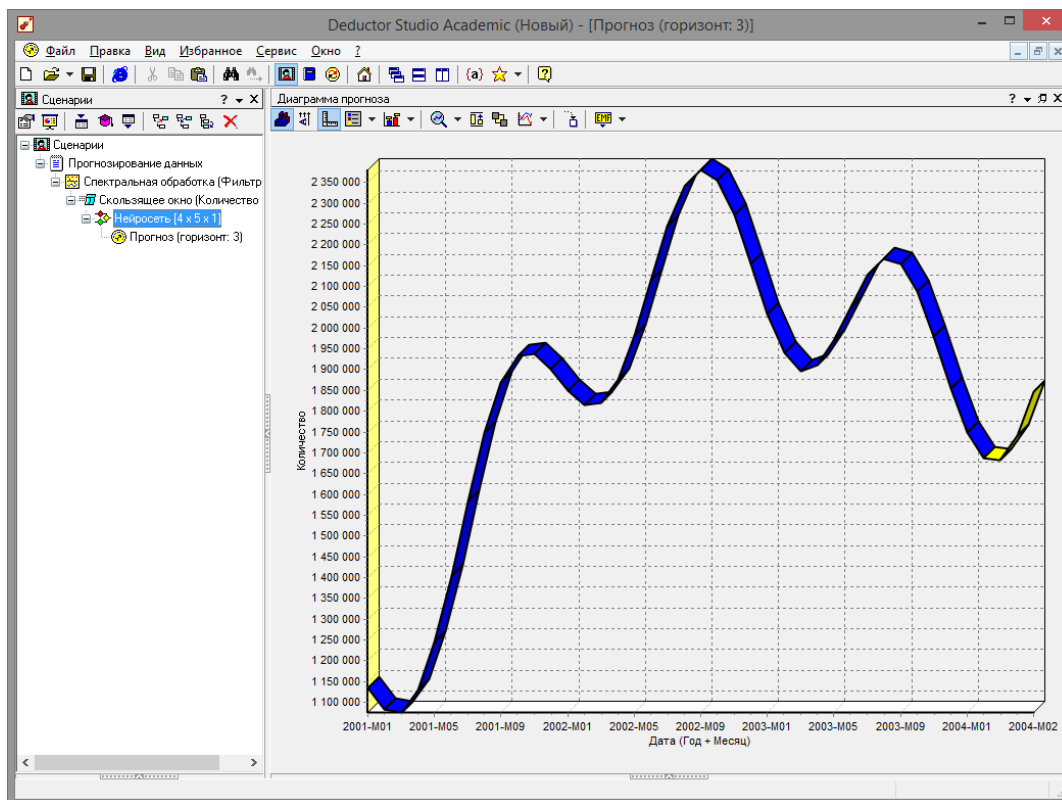 Deductor Studio Academic (Новый) - [Прогноз (горизонт: 3)]
Файл Правка Вид Избранное Сервис Окно ?
{a}
Сценарии ?
Диаграмма прогноза ?
EMF
Сценарии
Прогнозирование данных
Спектральная обработка (Фильтр
Скользящее окно (Количество
Нейросеть [4 x 5 x 1]
Прогноз (горизонт: 3)
Количество
2 350 000
2 300 000
2 250 000
2 200 000
2 150 000
2 100 000
2 050 000
2 000 000
1 950 000
1 900 000
1 850 000
1 800 000
1 750 000
1 700 000
1 650 000
1 600 000
1 550 000
1 500 000
1 450 000
1 400 000
1 350 000
1 300 000
1 250 000
1 200 000
1 150 000
1 100 000
2001-M01 2001-M05 2001-M09 2002-M01 2002-M05 2002-M09 2003-M01 2003-M05 2003-M09 2004-M01 2004-M02
Дата (Год + Месяц)